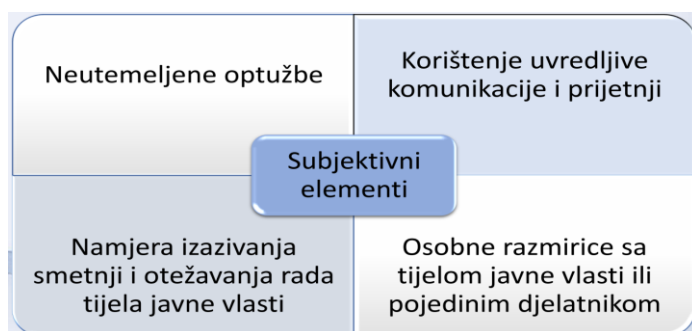 Neutemeljene optužbe
Korištenje uvredljive
komunikacije i prijetnji
Subjektivni
elementi
Namjera izazivanja
smetnji i otežavanja rada
tijela javne vlasti
Osobne razmirice sa
tijelom javne vlasti ili
pojedinim djelatnikom